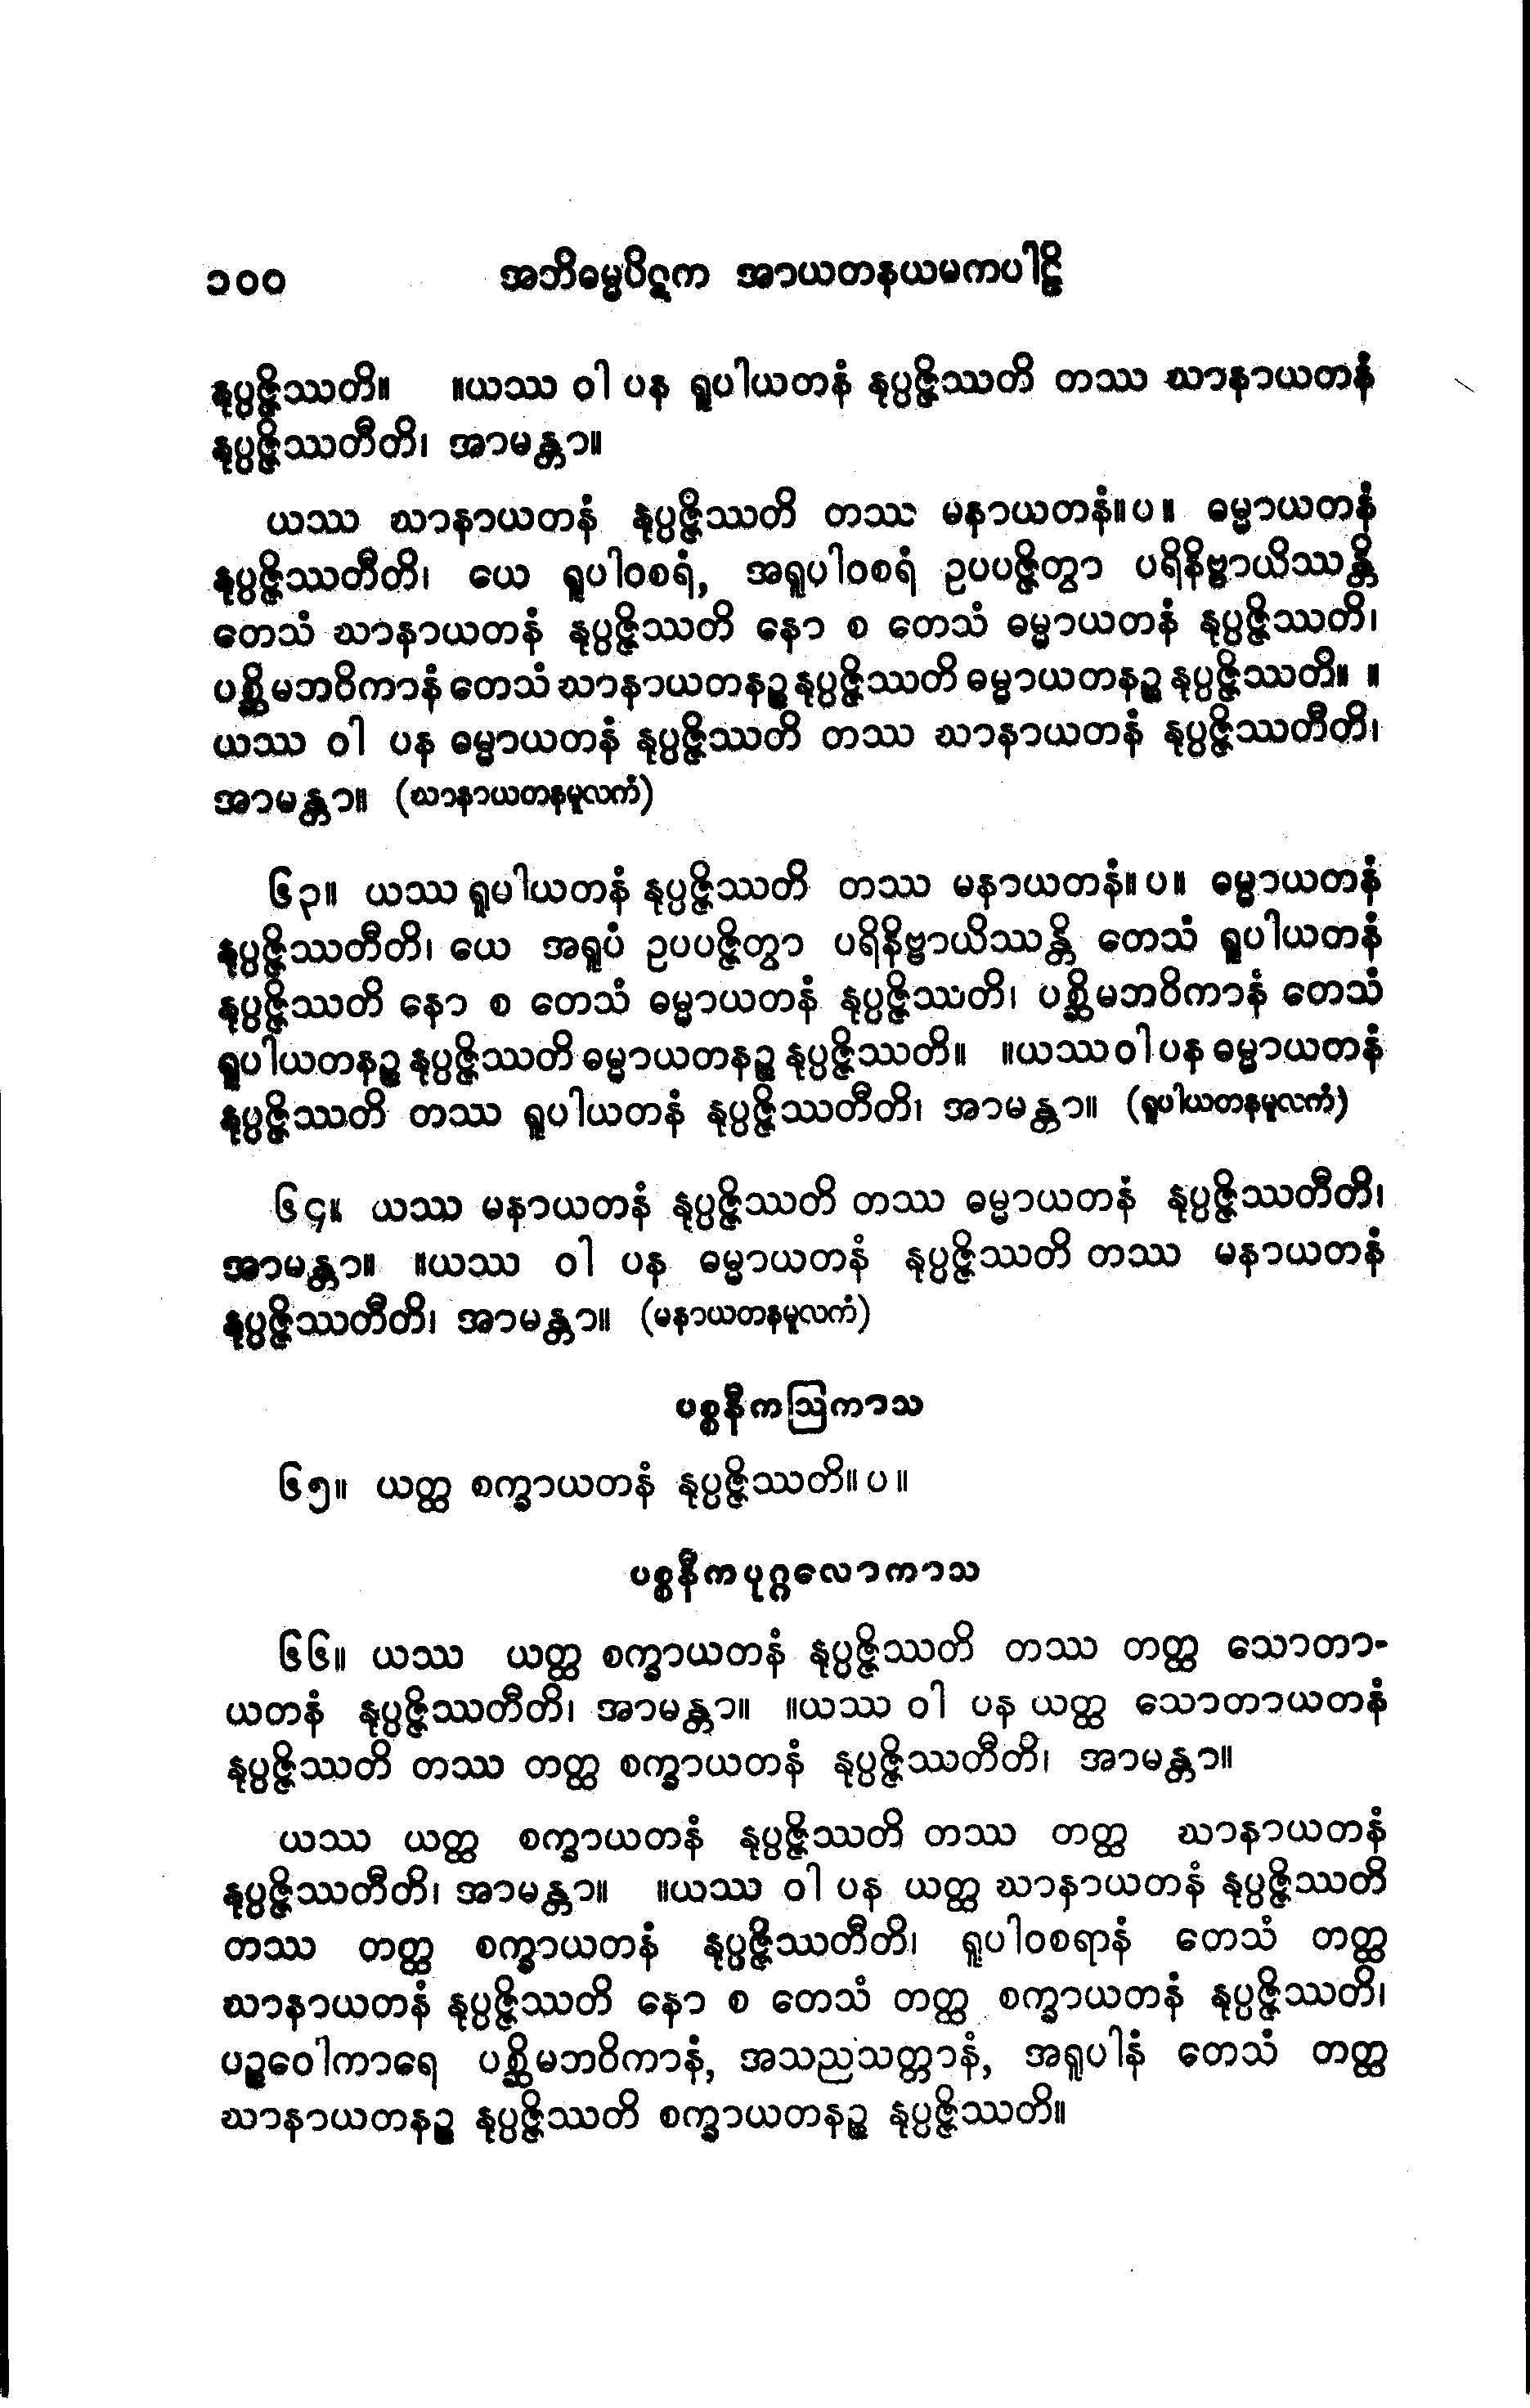 ၁၀၀ အဘိဓမ္မပိဋက အာယတနယမကပါဠိ
နုပ္ပဇ္ဇိဿတိ။ ။ယဿ ဝါ ပန ရူပါယတနံ နုပ္ပဇ္ဇိဿတိ တဿ ဃာနာယတနံ
နုပ္ပဇ္ဇိဿတီတိ၊ အာမန္တာ။
ယဿ ဃာနာယတနံ နုပ္ပဇ္ဇိဿတိ တဿ မနာယတနံ။ပ။ ဓမ္မာယတနံ
နုပ္ပဇ္ဇိဿတီတိ၊ ယေ ရူပါဝစရံ, အရူပါဝစရံ ဥပပဇ္ဇိတွာ ပရိနိဗ္ဗာယိဿန္တိ
တေသံ ဃာနာယတနံ နုပ္ပဇ္ဇိဿတိ နော စ တေသံ ဓမ္မာယတနံ နုပ္ပဇ္ဇိဿတိ၊
ပစ္ဆိမဘဝိကာနံ တေသံ ဃာနာယတနဉ္စ နုပ္ပဇ္ဇိဿတိ ဓမ္မာယတနဉ္စ နုပ္ပဇ္ဇိဿတိ။ ။
ယဿ ဝါ ပန ဓမ္မာယတနံ နုပ္ပဇ္ဇိဿတိ တဿ ဃာနာယတနံ နုပ္ပဇ္ဇိဿတီတိ၊
အာမန္တာ။ (ဃာနာယတနမူလကံ)
၆၃။ ယဿ ရူပါယတနံ နုပ္ပဇ္ဇိဿတိ တဿ မနာယတနံ။ပ။ ဓမ္မာယတနံ
နုပ္ပဇ္ဇိဿတီတိ၊ ယေ အရူပံ ဥပပဇ္ဇိတွာ ပရိနိဗ္ဗာယိဿန္တိ တေသံ ရူပါယတနံ
နုပ္ပဇ္ဇိဿတိ နော စ တေသံ ဓမ္မာယတနံ နုပ္ပဇ္ဇိဿတိ၊ ပစ္ဆိမဘဝိကာနံ တေသံ
ရူပါယတနဉ္စ နုပ္ပဇ္ဇိဿတိ ဓမ္မာယတနဉ္စ နုပ္ပဇ္ဇိဿတိ။ ။ယဿ ဝါ ပန ဓမ္မာယတနံ
နုပ္ပဇ္ဇိဿတိ တဿ ရူပါယတနံ နုပ္ပဇ္ဇိဿတီတိ၊ အာမန္တာ။ (ရူပါယတနမူလကံ)
၆၄။ ယဿ မနာယတနံ နုပ္ပဇ္ဇိဿတိ တဿ ဓမ္မာယတနံ နုပ္ပဇ္ဇိဿတီတိ၊
အာမန္တာ။ ။ယဿ ဝါ ပန ဓမ္မာယတနံ နုပ္ပဇ္ဇိဿတိ တဿ မနာယတနံ
နုပ္ပဇ္ဇိဿတီတိ၊ အာမန္တာ။ (မနာယတနမူလကံ)
ပစ္စနီကဩကာသ
၆၅။ ယတ္ထ စက္ခာယတနံ နုပ္ပဇ္ဇိဿတိ။ပ။
ပစ္စနီကပုဂ္ဂလောကာသ
၆၆။ ယဿ ယတ္ထ စက္ခာယတနံ နုပ္ပဇ္ဇိဿတိ တဿ တတ္ထ သောတာ-
ယတနံ နုပ္ပဇ္ဇိဿတီတိ၊ အာမန္တာ။ ။ယဿ ဝါ ပန ယတ္ထ သောတာယတနံ
နုပ္ပဇ္ဇိဿတိ တဿ တတ္ထ စက္ခာယတနံ နုပ္ပဇ္ဇိဿတီတိ၊ အာမန္တာ။
ယဿ ယတ္ထ စက္ခာယတနံ နုပ္ပဇ္ဇိဿတိ တဿ တတ္ထ ဃာနာယတနံ
နုပ္ပဇ္ဇိဿတီတိ၊ အာမန္တာ။ ။ယဿ ဝါ ပန ယတ္ထ ဃာနာယတနံ နုပ္ပဇ္ဇိဿတိ
တဿ တတ္ထ စက္ခာယတနံ နုပ္ပဇ္ဇိဿတီတိ၊ ရူပါဝစရာနံ တေသံ တတ္ထ
ဃာနာယတနံ နုပ္ပဇ္ဇိဿတိ နော စ တေသံ တတ္ထ စက္ခာယတနံ နုပ္ပဇ္ဇိဿတိ၊
ပဉ္စဝေါကာရေ ပစ္ဆိမဘဝိကာနံ, အသညသတ္တာနံ, အရူပါနံ တေသံ တတ္ထ
ဃာနာယတနဉ္စ နုပ္ပဇ္ဇိဿတိ စက္ခာယတနဉ္စ နုပ္ပဇ္ဇိဿတိ။